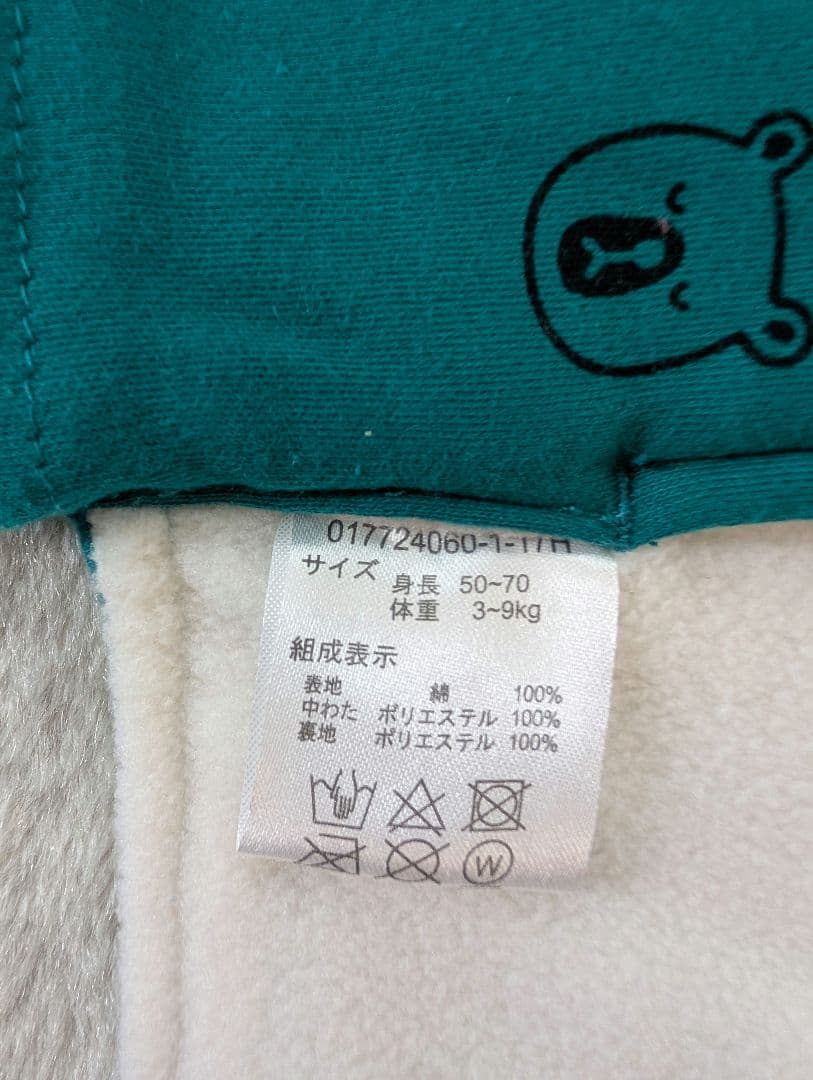 017724060-1-17H
サイズ 身長 50~70
体重 3~9kg
組成表示
表地 綿 100%
中わた ポリエステル 100%
裏地 ポリエステル 100%
W